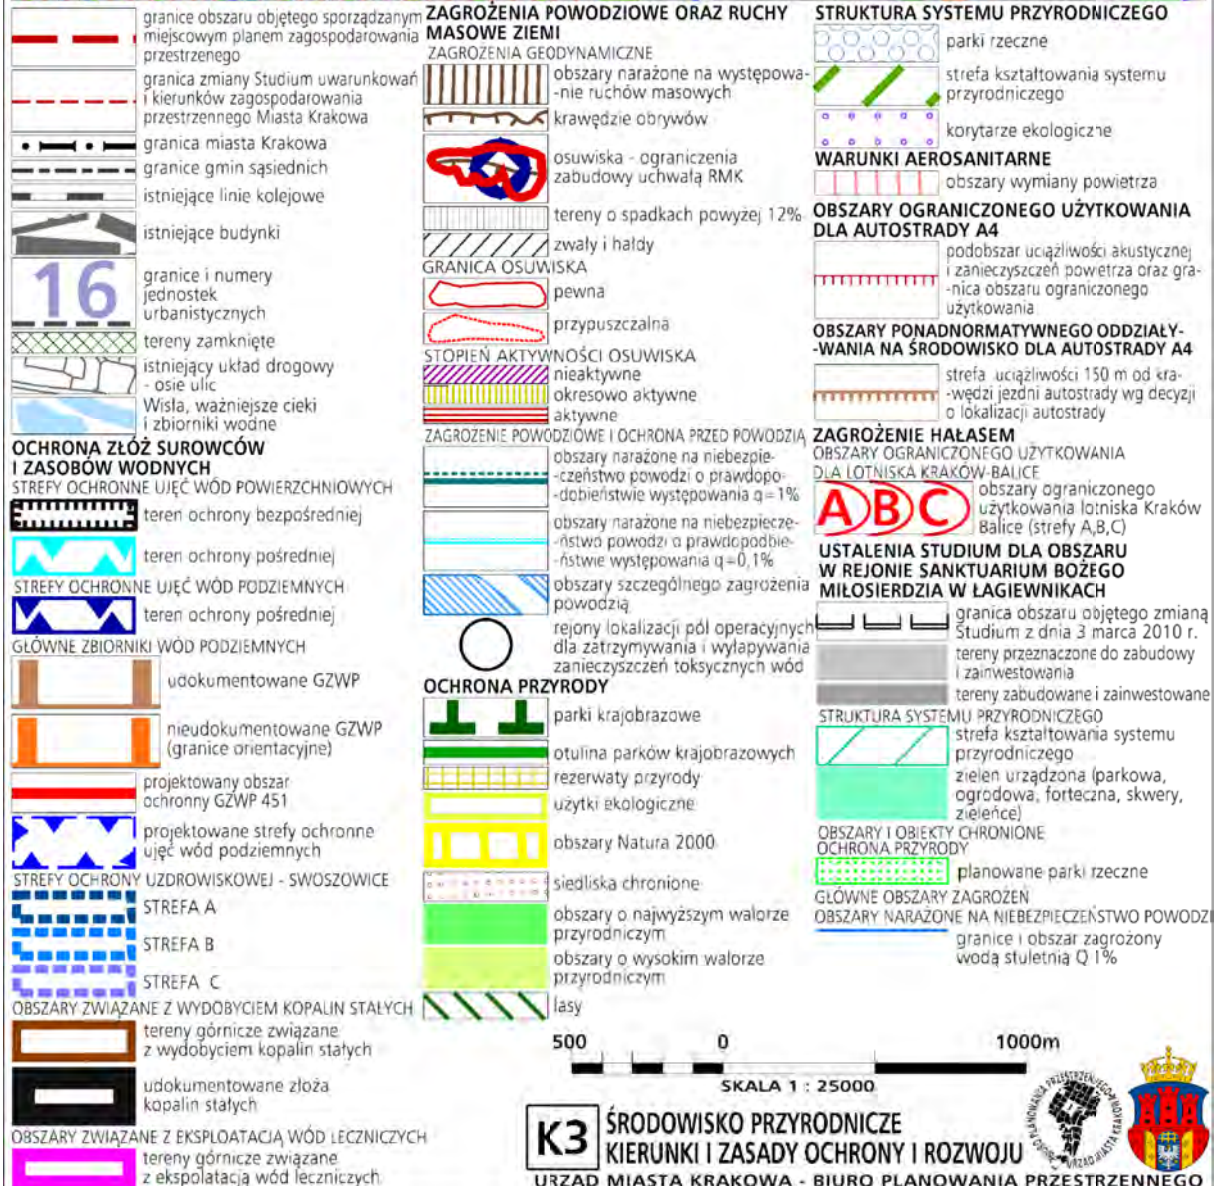 granice obszaru objętego sporządzanym
miejscowym planem zagospodarowania
przestrzenego
granica zmiany Studium uwarunkowań
i kierunków zagospodarowania
przestrzennego Miasta Krakowa
granica miasta Krakowa
granice gmin sąsiednich
istniejące linie kolejowe
istniejące budynki
16
granice i numery
jednostek
urbanistycznych
tereny zamknięte
istniejący układ drogowy
- osie ulic
Wisła, ważniejsze cieki
i zbiorniki wodne
OCHRONA ZŁÓŻ SUROWCÓW
I ZASOBÓW WODNYCH
STREFY OCHRONNE UJĘĆ WÓD POWIERZCHNIOWYCH
teren ochrony bezpośredniej
teren ochrony pośredniej
STREFY OCHRONNE UJĘĆ WÓD PODZIEMNYCH
teren ochrony pośredniej
GŁÓWNE ZBIORNIKI WÓD PODZIEMNYCH
udokumentowane GZWP
nieudokumentowane GZWP
(granice orientacyjne)
projektowany obszar
ochronny GZWP 451
projektowane strefy ochronne
ujęć wód podziemnych
STREFY OCHRONY UZDROWISKOWEJ - SWOSZOWICE
STREFA A
STREFA B
STREFA C
OBSZARY ZWIĄZANE Z WYDOBYCIEM KOPALIN STAŁYCH
tereny górnicze związane
z wydobyciem kopalin stałych
udokumentowane złoża
kopalin stałych
OBSZARY ZWIĄZANE Z EKSPLOATACJĄ WÓD LECZNICZYCH
tereny górnicze związane
z ekspolatacją wód leczniczych
ZAGROŻENIA POWODZIOWE ORAZ RUCHY
MASOWE ZIEMI
ZAGROŻENIA GEODYNAMICZNE
obszary narażone na występowa-
-nie ruchów masowych
krawędzie obrywów
osuwiska - ograniczenia
zabudowy uchwałą RMK
tereny o spadkach powyżej 12%
zwały i hałdy
GRANICA OSUWISKA
pewna
przypuszczalna
STOPIEŃ AKTYWNOŚCI OSUWISKA
nieaktywne
okresowo aktywne
aktywne
ZAGROŻENIE POWODZIOWE I OCHRONA PRZED POWODZIĄ
obszary narażone na niebezpie-
-czeństwo powodzi o prawdopo-
-dobieństwie występowania q=1%
obszary narażone na niebezpiecze-
-ństwo powodzi o prawdopodbie-
-ństwie występowania q=0,1%
obszary szczególnego zagrożenia
powodzią
rejony lokalizacji pól operacyjnych
dla zatrzymywania i wyłapywania
zanieczyszczeń toksycznych wód
OCHRONA PRZYRODY
parki krajobrazowe
otulina parków krajobrazowych
rezerwaty przyrody
użytki ekologiczne
obszary Natura 2000
siedliska chronione
obszary o najwyższym walorze
przyrodniczym
obszary o wysokim walorze
przyrodniczym
lasy
STRUKTURA SYSTEMU PRZYRODNICZEGO
parki rzeczne
strefa kształtowania systemu
przyrodniczego
korytarze ekologiczne
WARUNKI AEROSANITARNE
obszary wymiany powietrza
OBSZARY OGRANICZONEGO UŻYTKOWANIA
DLA AUTOSTRADY A4
podobszar uciążliwości akustycznej
i zanieczyszczeń powietrza oraz gra-
-nica obszaru ograniczonego
użytkowania
OBSZARY PONADNORMATYWNEGO ODDZIAŁY-
-WANIA NA ŚRODOWISKO DLA AUTOSTRADY A4
strefa uciążliwości 150 m od kra-
-wędzi jezdni autostrady wg decyzji
o lokalizacji autostrady
ZAGROŻENIE HAŁASEM
OBSZARY OGRANICZONEGO UŻYTKOWANIA
DLA LOTNISKA KRAKÓW-BALICE
A B C
obszary ograniczonego
użytkowania lotniska Kraków
Balice (strefy A,B,C)
USTALENIA STUDIUM DLA OBSZARU
W REJONIE SANKTUARIUM BOŻEGO
MIŁOSIERDZIA W ŁAGIEWNIKACH
granica obszaru objętego zmianą
Studium z dnia 3 marca 2010 r.
tereny przeznaczone do zabudowy
i zainwestowania
tereny zabudowane i zainwestowane
STRUKTURA SYSTEMU PRZYRODNICZEGO
strefa kształtowania systemu
przyrodniczego
zieleń urządzona (parkowa,
ogrodowa, forteczna, skwery,
zieleńce)
OBSZARY I OBIEKTY CHRONIONE
OCHRONA PRZYRODY
planowane parki rzeczne
GŁÓWNE OBSZARY ZAGROŻEŃ
OBSZARY NARAŻONE NA NIEBEZPIECZEŃSTWO POWODZI
granice i obszar zagrożony
wodą stuletnią Q 1%
500 0 1000m
SKALA 1 : 25000
K3
ŚRODOWISKO PRZYRODNICZE
KIERUNKI I ZASADY OCHRONY I ROZWOJU
URZĄD MIASTA KRAKOWA - BIURO PLANOWANIA PRZESTRZENNEGO